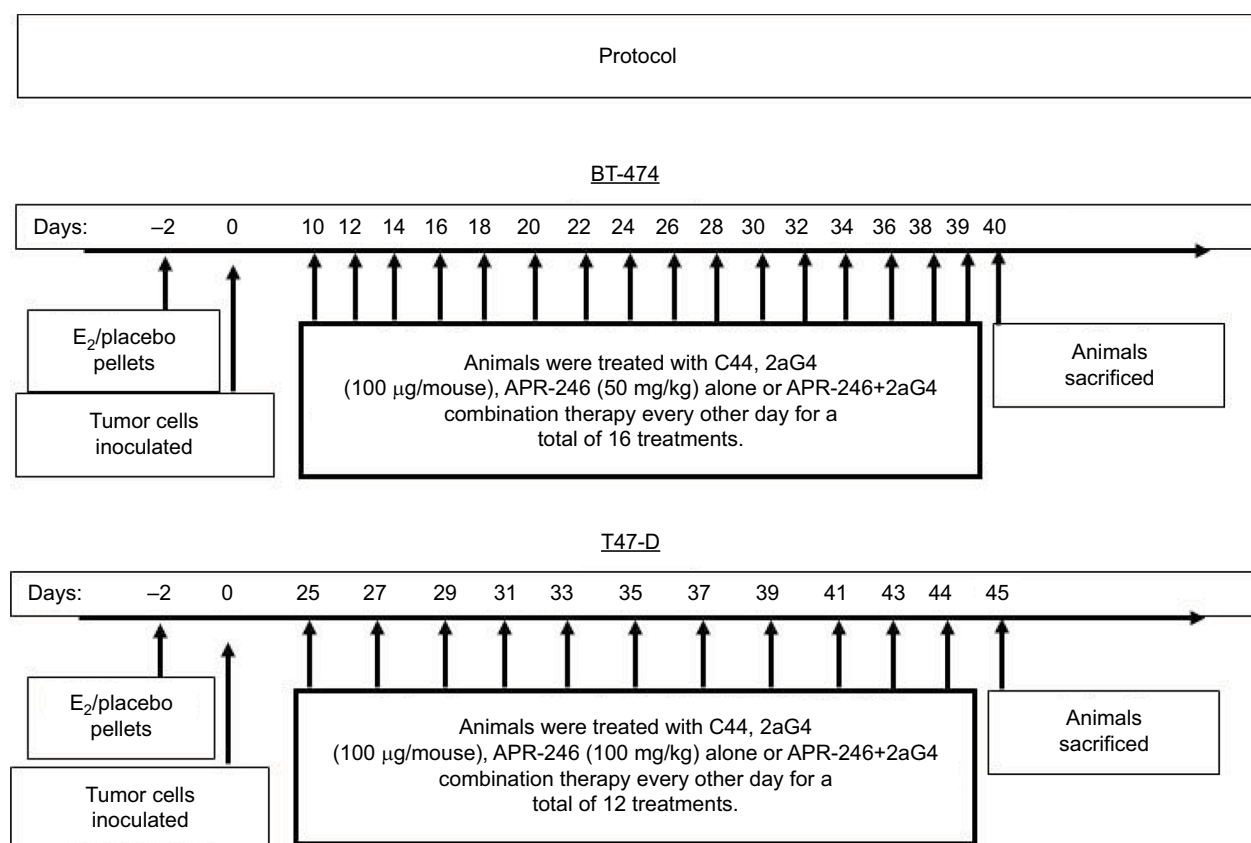 Protocol
BT-474
Days: –2 0 10 12 14 16 18 20 22 24 26 28 30 32 34 36 38 39 40
E2/placebo
pellets
Tumor cells
inoculated
Animals were treated with C44, 2aG4
(100 μg/mouse), APR-246 (50 mg/kg) alone or APR-246+2aG4
combination therapy every other day for a
total of 16 treatments.
Animals
sacrificed
T47-D
Days: –2 0 25 27 29 31 33 35 37 39 41 43 44 45
E2/placebo
pellets
Tumor cells
inoculated
Animals were treated with C44, 2aG4
(100 μg/mouse), APR-246 (100 mg/kg) alone or APR-246+2aG4
combination therapy every other day for a
total of 12 treatments.
Animals
sacrificed